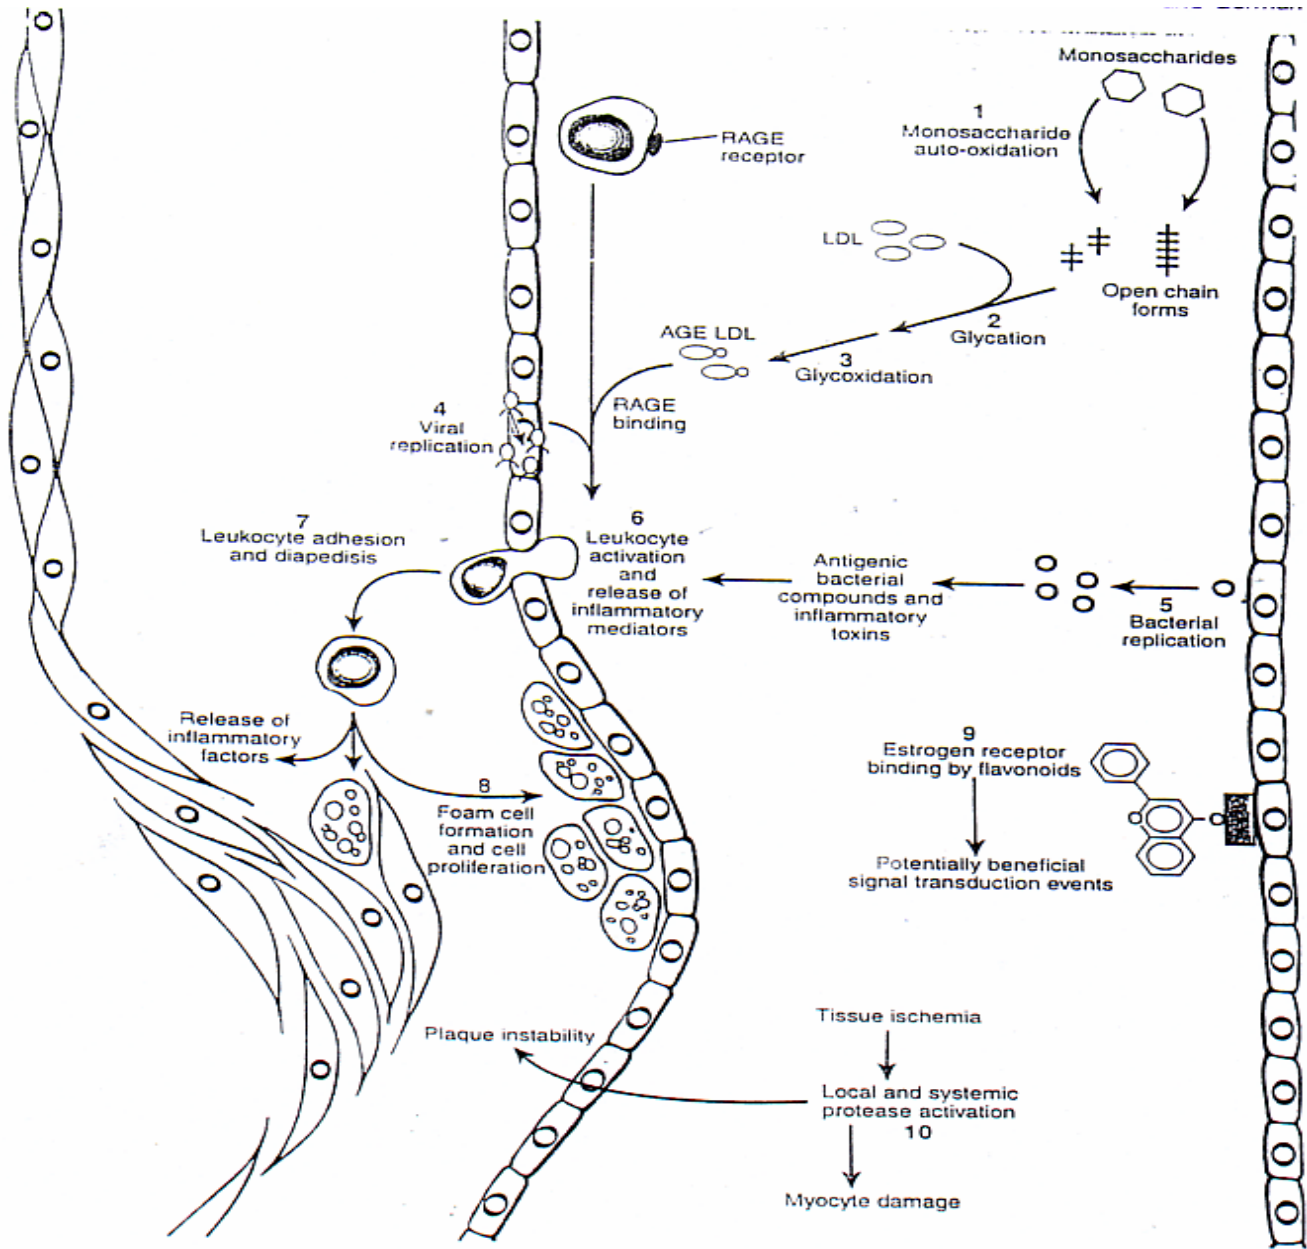 Monosaccharides
1
Monosaccharide
auto-oxidation
RAGE
receptor
LDL
Open chain
forms
2
Glycation
AGE LDL
3
Glycoxidation
RAGE
binding
4
Viral
replication
7
Leukocyte adhesion
and diapedisis
6
Leukocyte
activation
and
release of
inflammatory
mediators
Antigenic
bacterial
compounds and
inflammatory
toxins
5
Bacterial
replication
Release of
inflammatory
factors
8
Foam cell
formation
and cell
proliferation
9
Estrogen receptor
binding by flavonoids
Potentially beneficial
signal transduction events
Plaque instability
Tissue ischemia
Local and systemic
protease activation
10
Myocyte damage